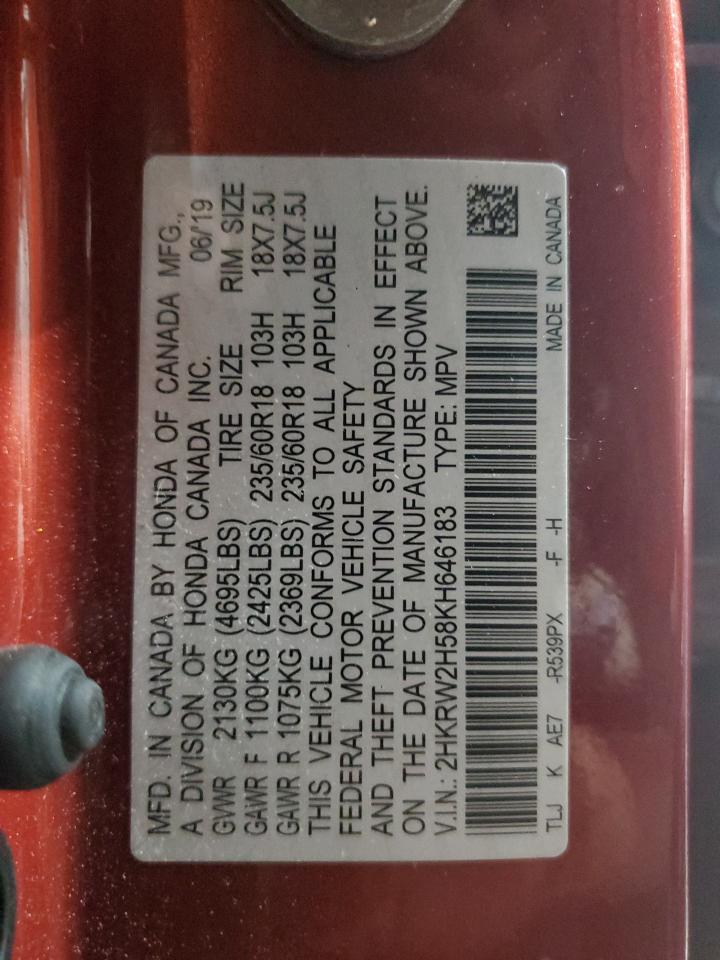 MFD. IN CANADA BY HONDA OF CANADA MFG.,
A DIVISION OF HONDA CANADA INC. 06/19
GVWR 2130KG (4695LBS) TIRE SIZE RIM SIZE
GAWR F 1100KG (2425LBS) 235/60R18 103H 18X7.5J
GAWR R 1075KG (2369LBS) 235/60R18 103H 18X7.5J
THIS VEHICLE CONFORMS TO ALL APPLICABLE
FEDERAL MOTOR VEHICLE SAFETY
AND THEFT PREVENTION STANDARDS IN EFFECT
ON THE DATE OF MANUFACTURE SHOWN ABOVE.
V.I.N.: 2HKRW2H58KH646183 TYPE: MPV
TLJ K AE7 -R539PX -F -H MADE IN CANADA